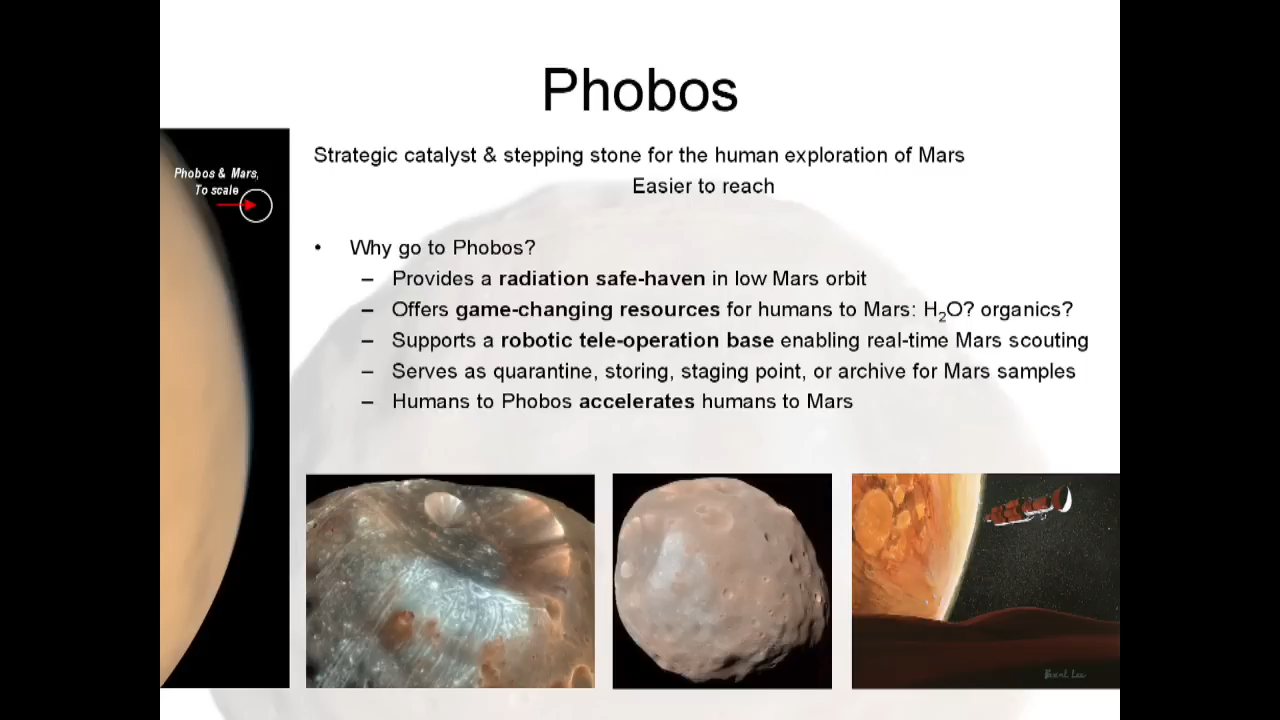 Phobos
Phobos & Mars,
To scale
Strategic catalyst & stepping stone for the human exploration of Mars
Easier to reach
• Why go to Phobos?
– Provides a radiation safe-haven in low Mars orbit
– Offers game-changing resources for humans to Mars: H₂O? organics?
– Supports a robotic tele-operation base enabling real-time Mars scouting
– Serves as quarantine, storing, staging point, or archive for Mars samples
– Humans to Phobos accelerates humans to Mars